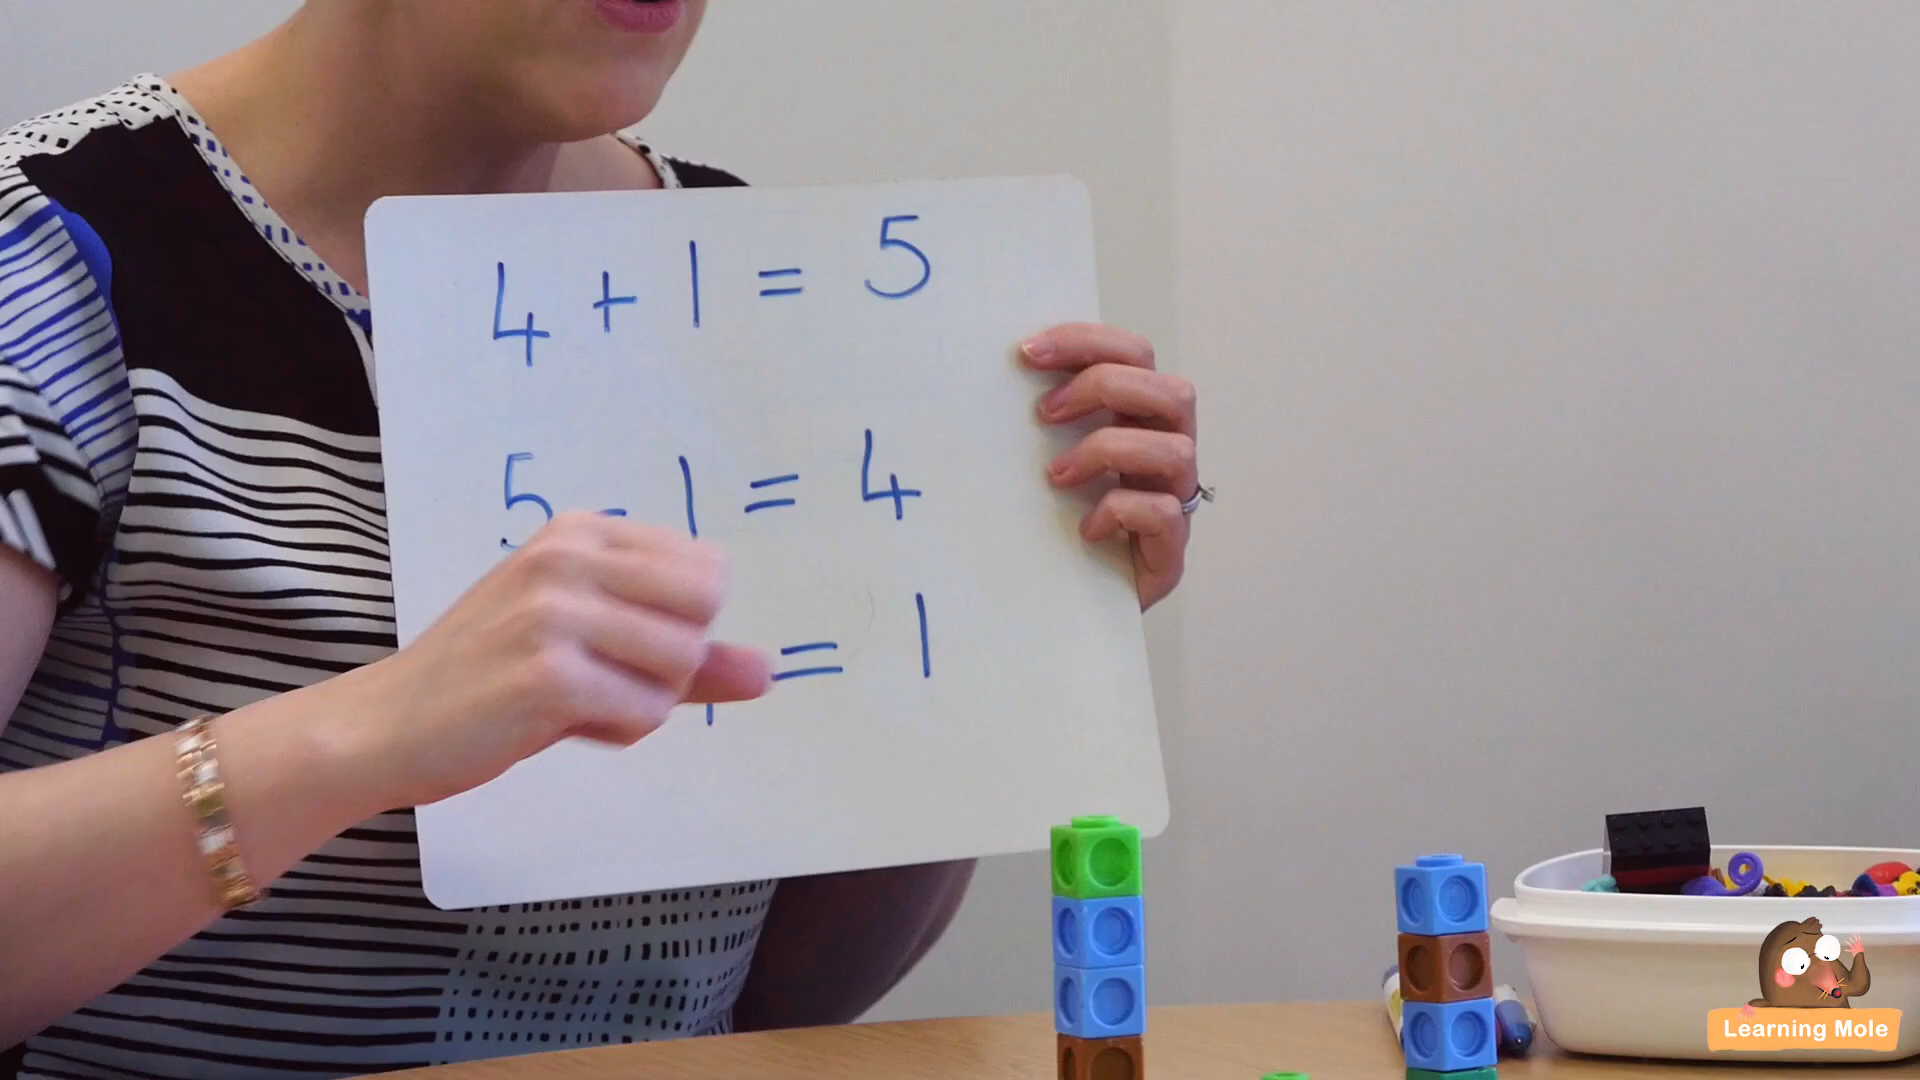 4 + 1 = 5
5 - 1 = 4
= 1
Learning Mole